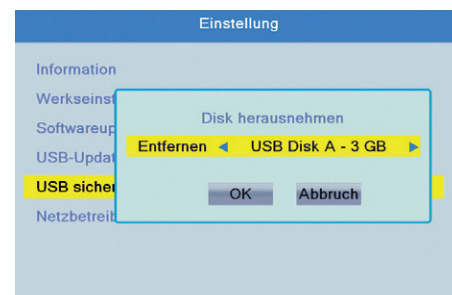 Einstellung
Information
Werkseinst
Disk herausnehmen
Softwareup
Entfernen ◀ USB Disk A - 3 GB ▶
USB-Updat
USB sicher
OK Abbruch
Netzbetreib